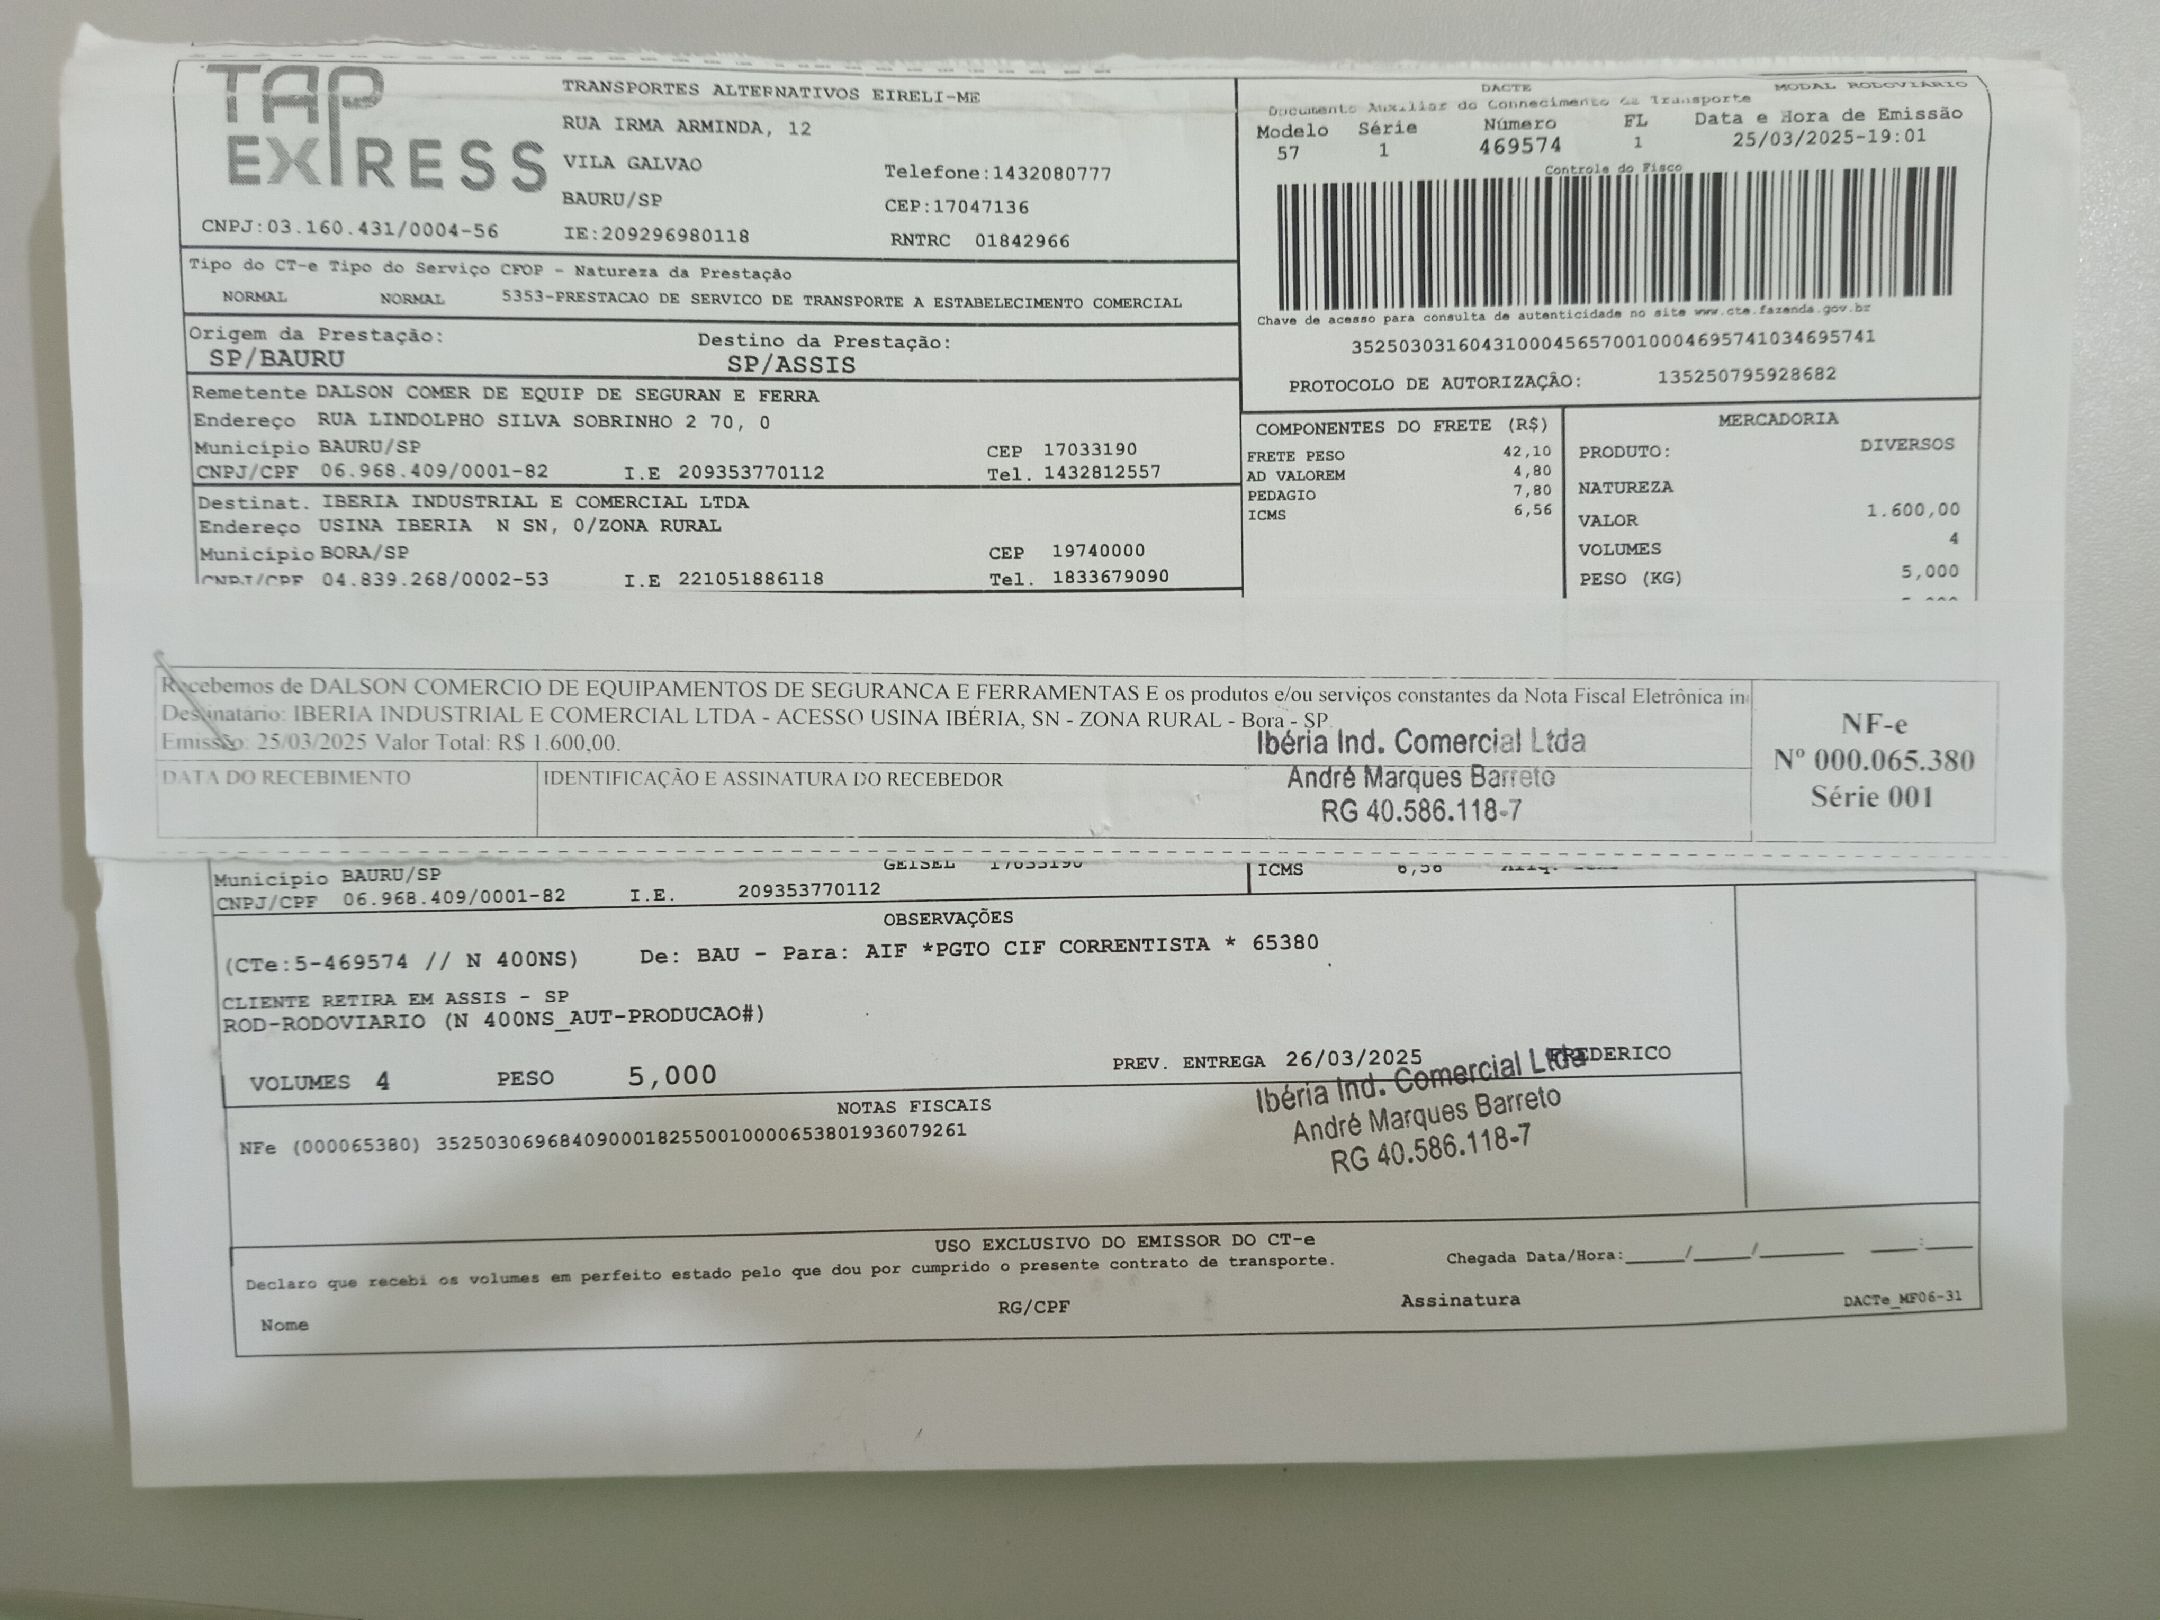 TAP EXPRESS
TRANSPORTES ALTERNATIVOS EIRELI-ME
RUA IRMA ARMINDA, 12
VILA GALVAO Telefone:1432080777
BAURU/SP CEP:17047136
CNPJ:03.160.431/0004-56 IE:209296980118 RNTRC 01842966
DACTE MODAL RODOVIÁRIO
Documento Auxiliar do Conhecimento de Transporte
Modelo Série Número FL Data e Hora de Emissão
57 1 469574 1 25/03/2025-19:01
Controle do Fisco
Chave de acesso para consulta de autenticidade no site www.cte.fazenda.gov.br
35250303160431000456570010004695741034695741
PROTOCOLO DE AUTORIZAÇÃO: 135250795928682
Tipo do CT-e Tipo do Serviço CFOP - Natureza da Prestação
NORMAL NORMAL 5353-PRESTACAO DE SERVICO DE TRANSPORTE A ESTABELECIMENTO COMERCIAL
Origem da Prestação: Destino da Prestação:
SP/BAURU SP/ASSIS
Remetente DALSON COMER DE EQUIP DE SEGURAN E FERRA
Endereço RUA LINDOLPHO SILVA SOBRINHO 2 70, 0
Município BAURU/SP CEP 17033190
CNPJ/CPF 06.968.409/0001-82 I.E 209353770112 Tel. 1432812557
Destinat. IBERIA INDUSTRIAL E COMERCIAL LTDA
Endereço USINA IBERIA N SN, 0/ZONA RURAL
Município BORA/SP CEP 19740000
CNPJ/CPF 04.839.268/0002-53 I.E 221051886118 Tel. 1833679090
COMPONENTES DO FRETE (R$)
FRETE PESO 42,10
AD VALOREM 4,80
PEDAGIO 7,80
ICMS 6,56
MERCADORIA
PRODUTO: DIVERSOS
NATUREZA
VALOR 1.600,00
VOLUMES 4
PESO (KG) 5,000
Recebemos de DALSON COMERCIO DE EQUIPAMENTOS DE SEGURANCA E FERRAMENTAS E os produtos e/ou serviços constantes da Nota Fiscal Eletrônica in
Destinatário: IBERIA INDUSTRIAL E COMERCIAL LTDA - ACESSO USINA IBÉRIA, SN - ZONA RURAL - Bora - SP
Emissão: 25/03/2025 Valor Total: R$ 1.600,00.
DATA DO RECEBIMENTO IDENTIFICAÇÃO E ASSINATURA DO RECEBEDOR
Ibéria Ind. Comercial Ltda
André Marques Barreto
RG 40.586.118-7
NF-e
Nº 000.065.380
Série 001
GEISEL 17033190
Município BAURU/SP ICMS 6,56
CNPJ/CPF 06.968.409/0001-82 I.E. 209353770112
OBSERVAÇÕES
(CTe:5-469574 // N 400NS) De: BAU - Para: AIF *PGTO CIF CORRENTISTA * 65380
CLIENTE RETIRA EM ASSIS - SP
ROD-RODOVIARIO (N 400NS_AUT-PRODUCAO#)
VOLUMES 4 PESO 5,000 PREV. ENTREGA 26/03/2025 FREDERICO
Ibéria Ind. Comercial Ltda
André Marques Barreto
RG 40.586.118-7
NOTAS FISCAIS
NFe (000065380) 35250306968409000182550010000653801936079261
USO EXCLUSIVO DO EMISSOR DO CT-e
Declaro que recebi os volumes em perfeito estado pelo que dou por cumprido o presente contrato de transporte. Chegada Data/Hora:____/____/______ ___:___
Nome RG/CPF Assinatura DACTe_MF06-31